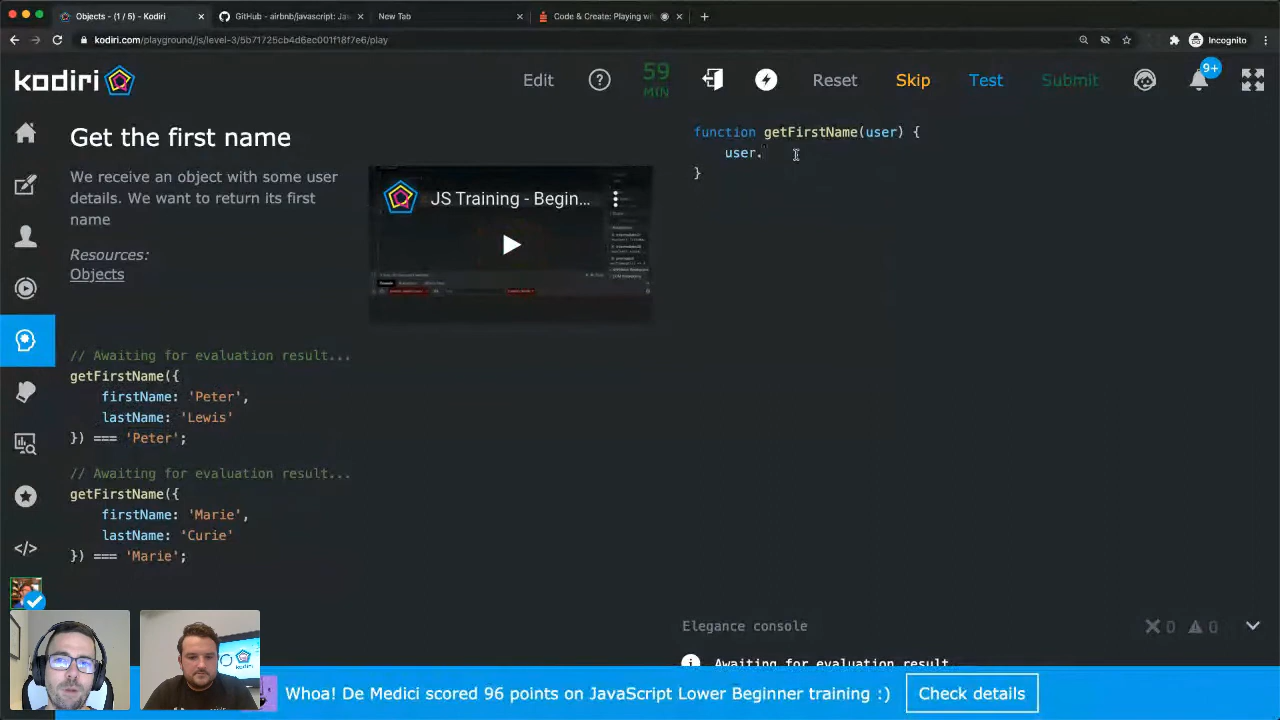 Objects - (1 / 5) - Kodiri
GitHub - airbnb/javascript: Ja
New Tab
Code & Create: Playing wi
kodiri.com/playground/js/level-3/5b71725cb4d6ec001f18f7e6/play
Incognito
kodiri
Edit
?
59
MIN
Reset
Skip
Test
Submit
9+
Get the first name
We receive an object with some user
details. We want to return its first
name
Resources:
Objects
JS Training - Begin...
function getFirstName(user) {
user.
}
// Awaiting for evaluation result...
getFirstName({
firstName: 'Peter',
lastName: 'Lewis'
}) === 'Peter';
// Awaiting for evaluation result...
getFirstName({
firstName: 'Marie',
lastName: 'Curie'
}) === 'Marie';
</>
Elegance console
0
0
Awaiting for evaluation result
kodiri
Whoa! De Medici scored 96 points on JavaScript Lower Beginner training :)
Check details